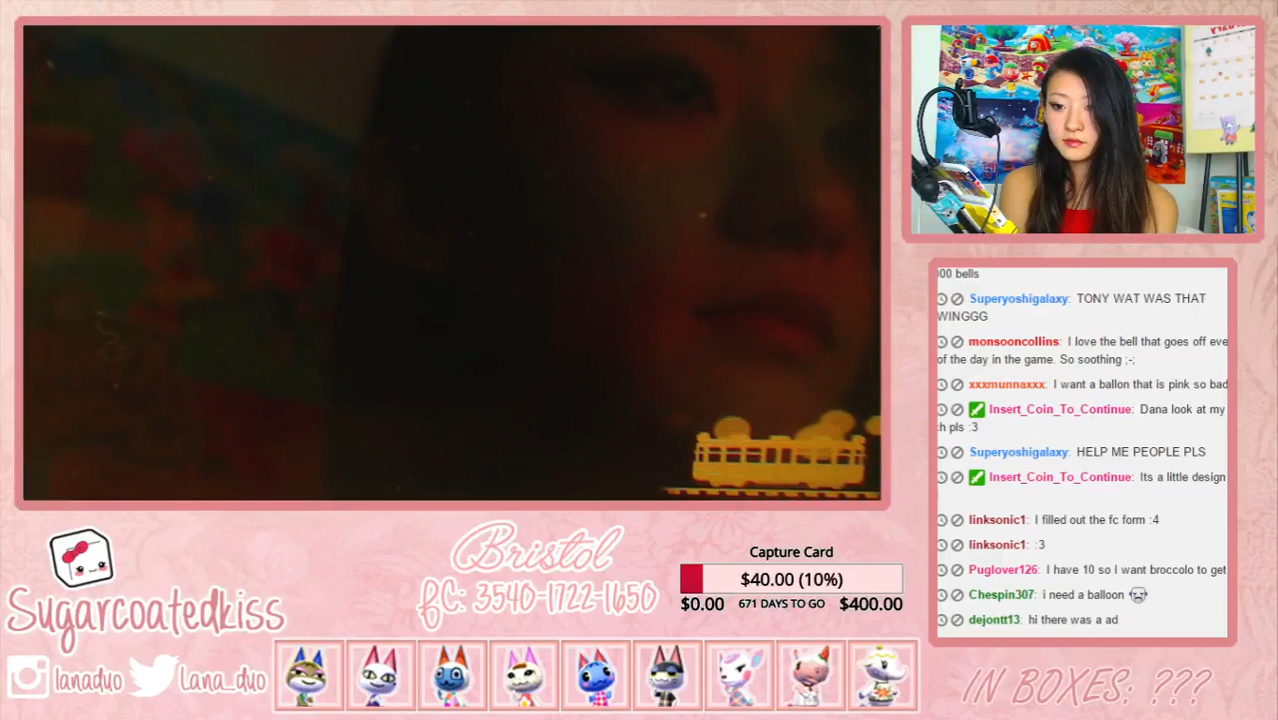 00 bells
Superyoshigalaxy: TONY WAT WAS THAT
WINGGG
monsooncollins: I love the bell that goes off eve
of the day in the game. So soothing :-;
xxxmunnaxxx: I want a ballon that is pink so bad
Insert_Coin_To_Continue: Dana look at my
h pls :3
Superyoshigalaxy: HELP ME PEOPLE PLS
Insert_Coin_To_Continue: Its a little design
linksonic1: I filled out the fc form :4
linksonic1: :3
Puglover126: I have 10 so I want broccolo to get
Chespin307: i need a balloon
dejontt13: hi there was a ad
Bristol
FC: 3540-1722-1650
Capture Card
$40.00 (10%)
$0.00 671 DAYS TO GO $400.00
Sugarcoatedkiss
lanaduo Lana_duo
IN BOXES: ???